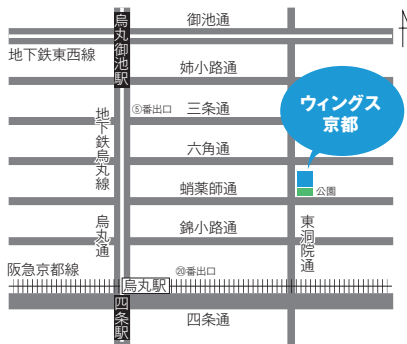 御池通
烏丸御池駅
地下鉄東西線
姉小路通
⑤番出口
三条通
ウィングス
京都
地下鉄烏丸線
六角通
公園
蛸薬師通
烏丸通
錦小路通
東洞院通
阪急京都線
⑳番出口
烏丸駅
四条駅
四条通